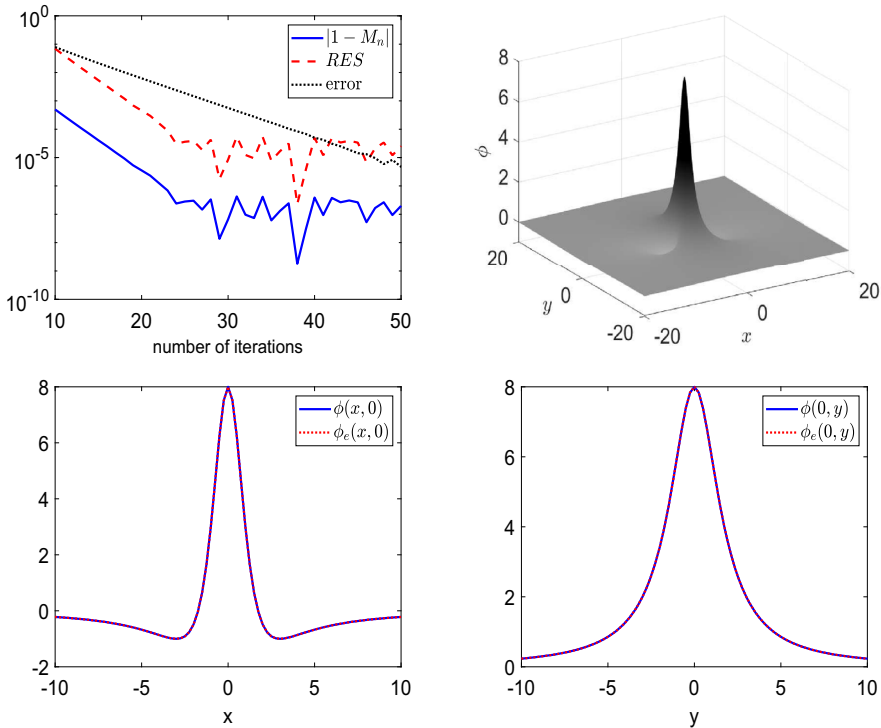 10^0
10^-5
10^-10
10 20 30 40 50
number of iterations
|1 − M_n|
RES
error
8
6
4
2
0
ϕ
20
0
-20
y
-20
0
20
x
8
6
4
2
0
-2
-10 -5 0 5 10
x
ϕ(x, 0)
ϕ_e(x, 0)
8
6
4
2
0
-10 -5 0 5 10
y
ϕ(0, y)
ϕ_e(0, y)